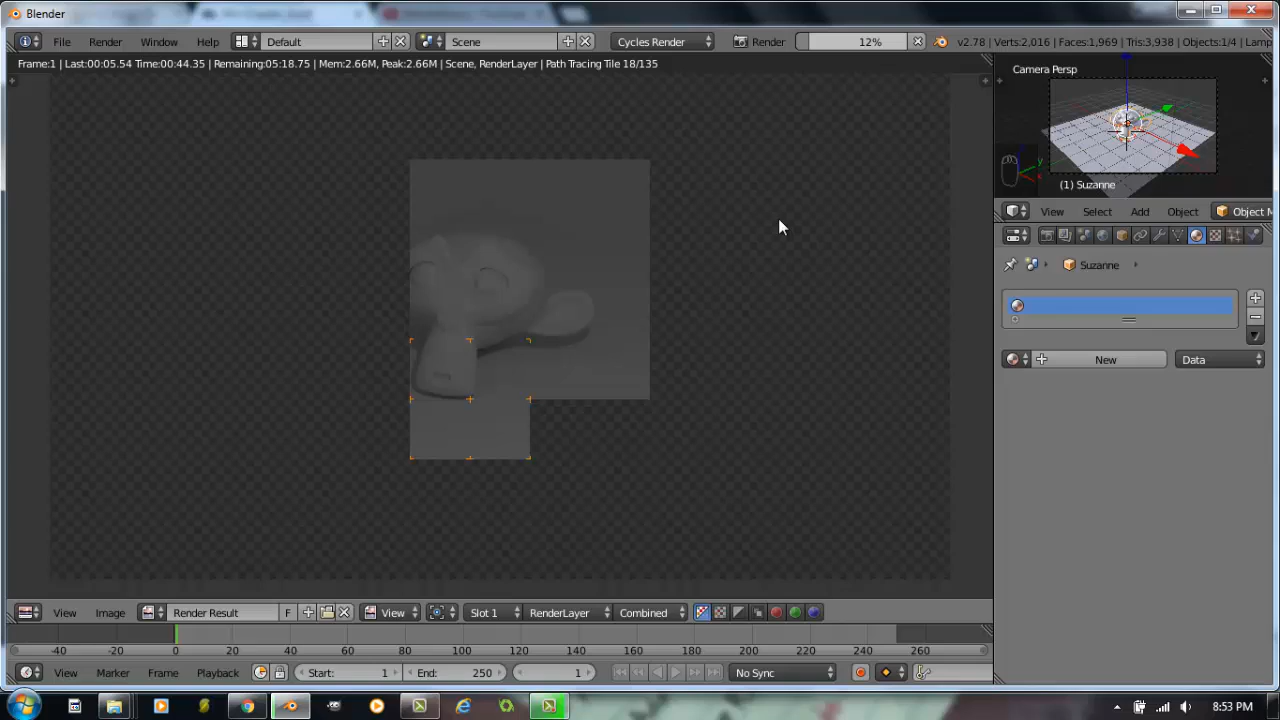 Blender
File Render Window Help Default Scene Cycles Render Render 12% v2.78 | Verts:2,016 | Faces:1,969 | Tris:3,938 | Objects:1/4 | Lamp
Frame:1 | Last:00:05.54 Time:00:44.35 | Remaining:05:18.75 | Mem:2.66M, Peak:2.66M | Scene, RenderLayer | Path Tracing Tile 18/135
Camera Persp
(1) Suzanne
View Select Add Object Object M
Suzanne
New Data
View Image Render Result F View Slot 1 RenderLayer Combined
-40 -20 0 20 40 60 80 100 120 140 160 180 200 220 240 260
View Marker Frame Playback Start: 1 End: 250 1 No Sync
8:53 PM